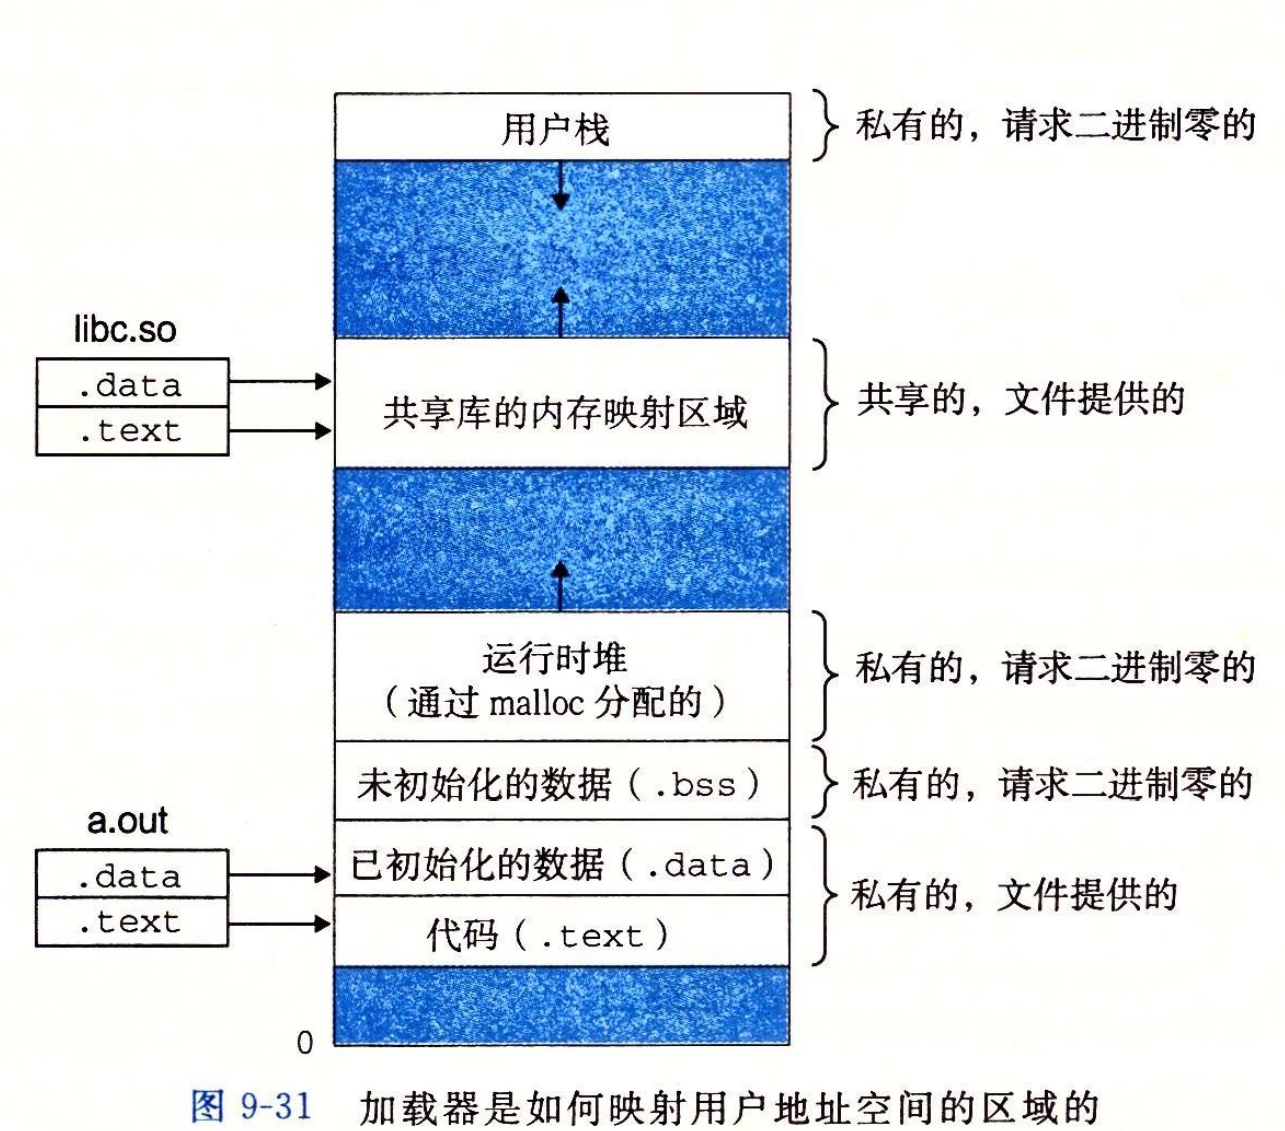 用户栈
私有的，请求二进制零的
libc.so
.data
.text
共享库的内存映射区域
共享的，文件提供的
运行时堆
（通过 malloc 分配的）
私有的，请求二进制零的
未初始化的数据（.bss）
私有的，请求二进制零的
a.out
.data
.text
已初始化的数据（.data）
代码（.text）
私有的，文件提供的
0
图 9-31 加载器是如何映射用户地址空间的区域的